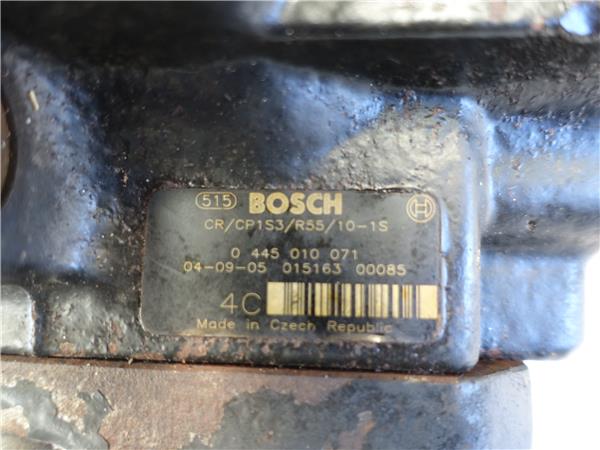 515 BOSCH
CR/CP1S3/R55/10-1S
0 445 010 071
04-09-05 015163 00085
4C
Made in Czech Republic